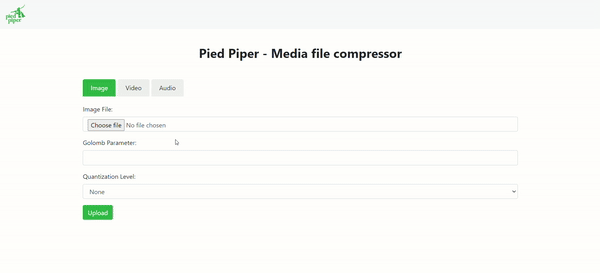 pied
piper
Pied Piper - Media file compressor
Image Video Audio
Image File:
Choose file No file chosen
Golomb Parameter:
Quantization Level:
None
Upload